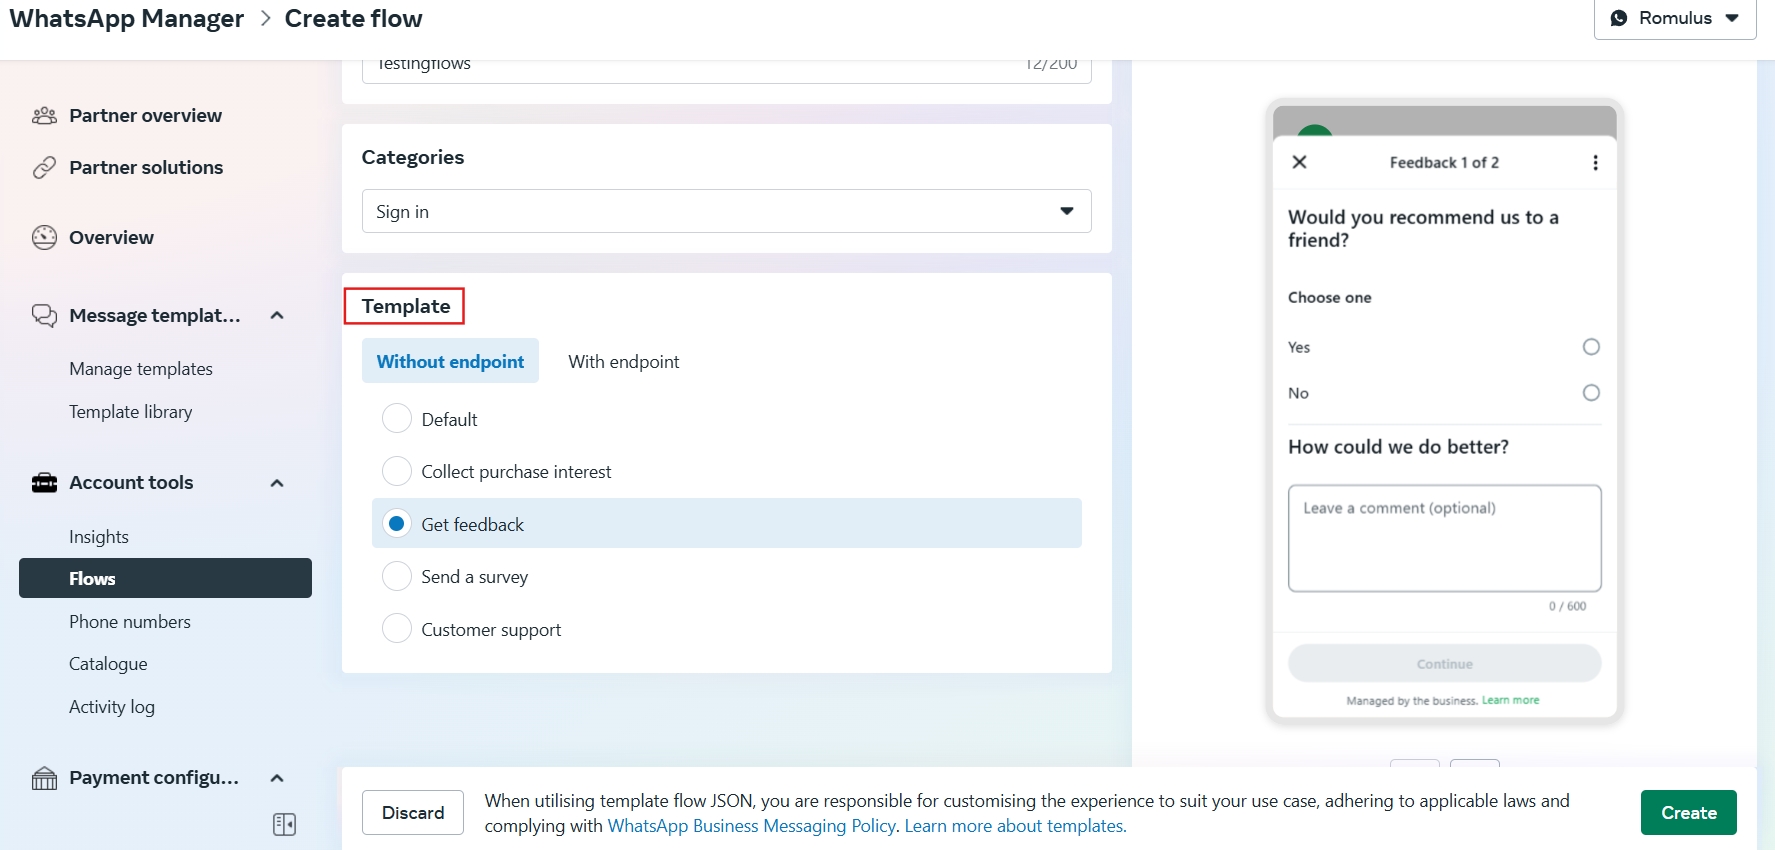 WhatsApp Manager > Create flow
Romulus
Testingflows
12/200
Partner overview
Partner solutions
Overview
Message templat...
Manage templates
Template library
Account tools
Insights
Flows
Phone numbers
Catalogue
Activity log
Payment configu...
Categories
Sign in
Template
Without endpoint
With endpoint
Default
Collect purchase interest
Get feedback
Send a survey
Customer support
Feedback 1 of 2
Would you recommend us to a
friend?
Choose one
Yes
No
How could we do better?
Leave a comment (optional)
0 / 600
Continue
Managed by the business. Learn more
Discard
When utilising template flow JSON, you are responsible for customising the experience to suit your use case, adhering to applicable laws and
complying with WhatsApp Business Messaging Policy. Learn more about templates.
Create